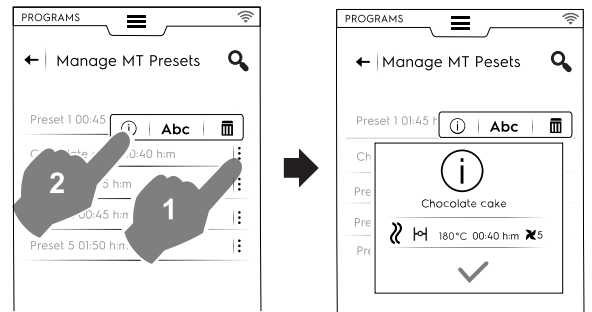 PROGRAMS
Manage MT Presets
Preset 1 00:45
Abc
0:40 h:m
2
5 h:m
1
00:45 h:m
Preset 5 01:50 h:m
PROGRAMS
Manage MT Pesets
Preset 1 01:45 h
Abc
Ch
i
Chocolate cake
Pre
180°C 00:40 h:m 5
Pre
Pre